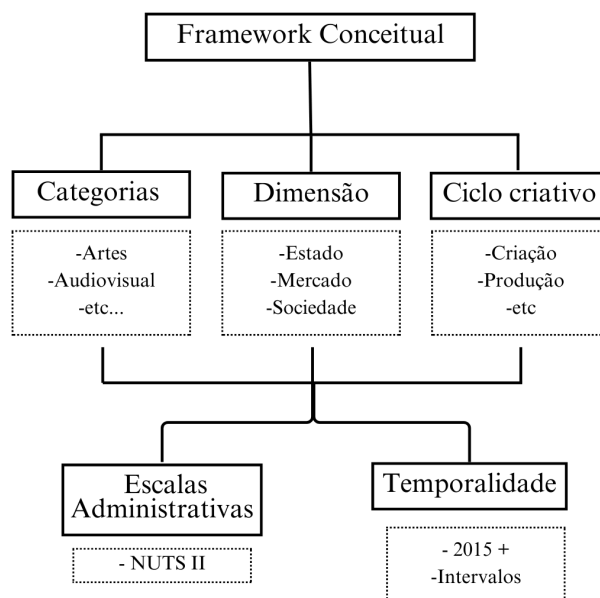 Framework Conceitual
Categorias
-Artes
-Audiovisual
-etc...
Dimensão
-Estado
-Mercado
-Sociedade
Ciclo criativo
-Criação
-Produção
-etc
Escalas
Administrativas
- NUTS II
Temporalidade
- 2015 +
-Intervalos